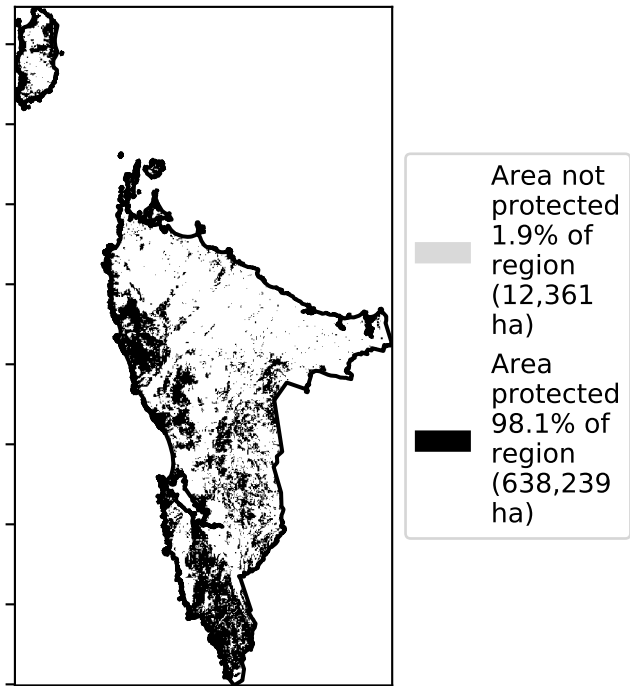 Area not
protected
1.9% of
region
(12,361
ha)
Area
protected
98.1% of
region
(638,239
ha)